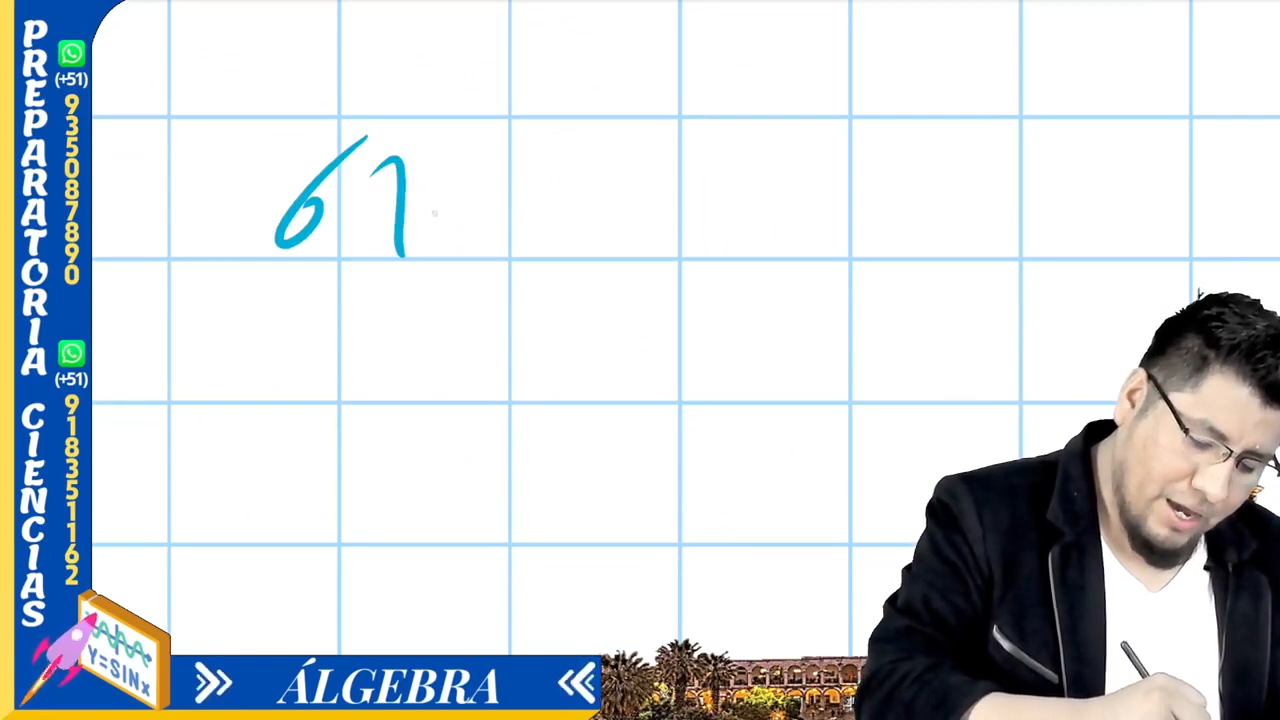 PREPARATORIA CIENCIAS
(+51)
935087890
(+51)
918351162
67
Y=SINx
ÁLGEBRA